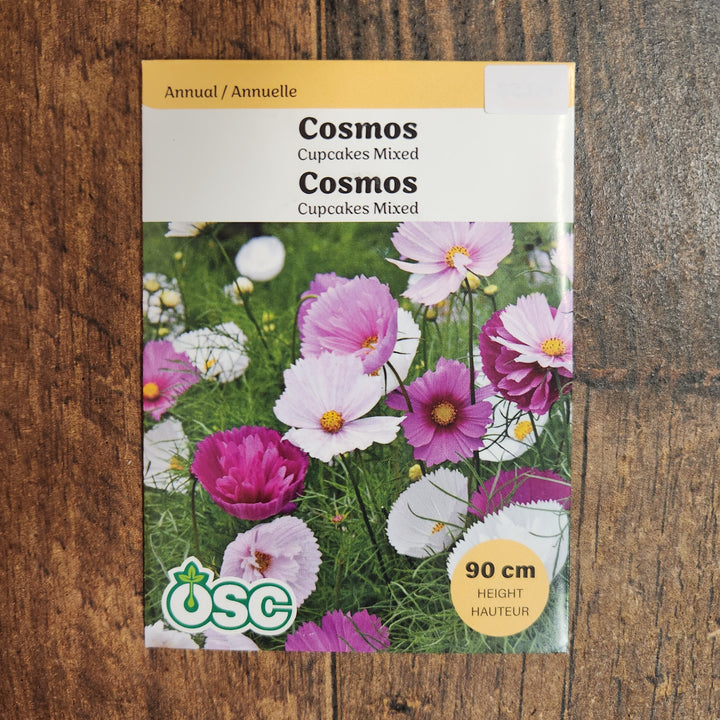 Annual / Annuelle
Cosmos
Cupcakes Mixed
Cosmos
Cupcakes Mixed
OSC
90 cm
HEIGHT
HAUTEUR